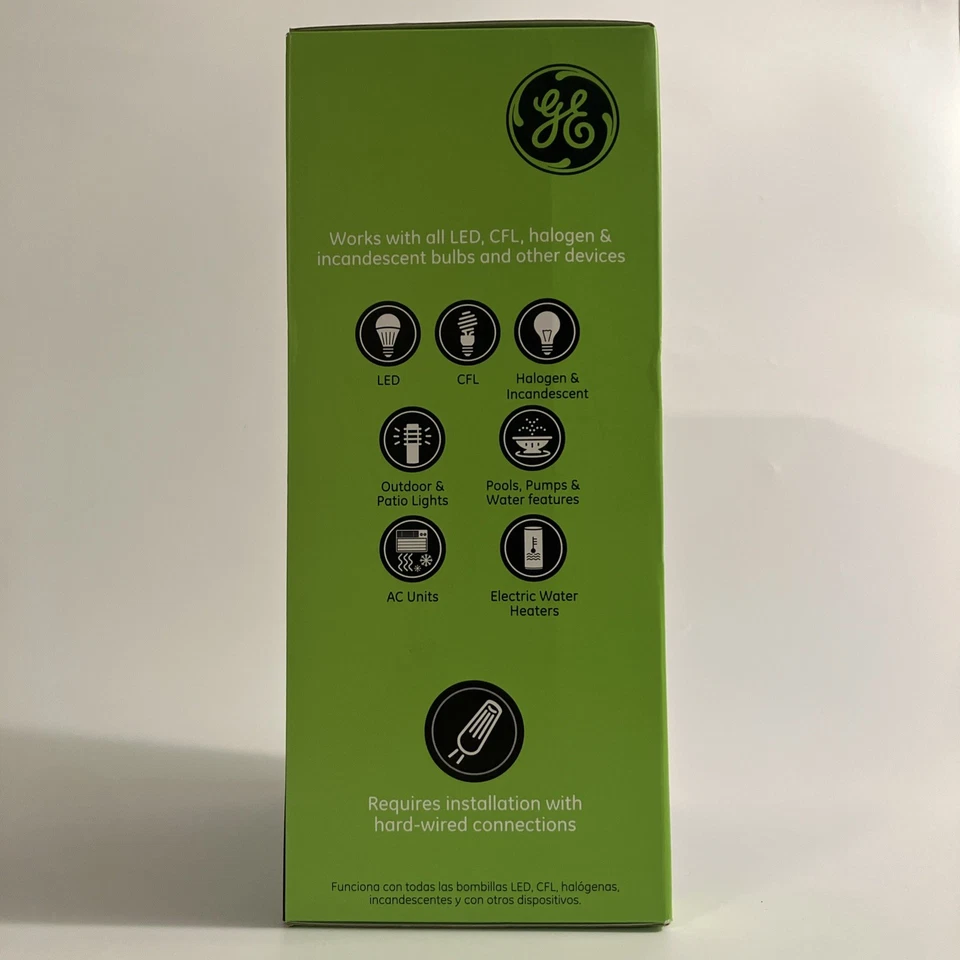 GE
Works with all LED, CFL, halogen &
incandescent bulbs and other devices
LED
CFL
Halogen &
Incandescent
Outdoor &
Patio Lights
Pools, Pumps &
Water features
AC Units
Electric Water
Heaters
Requires installation with
hard-wired connections
Funciona con todas las bombillas LED, CFL, halógenas,
incandescentes y con otros dispositivos.